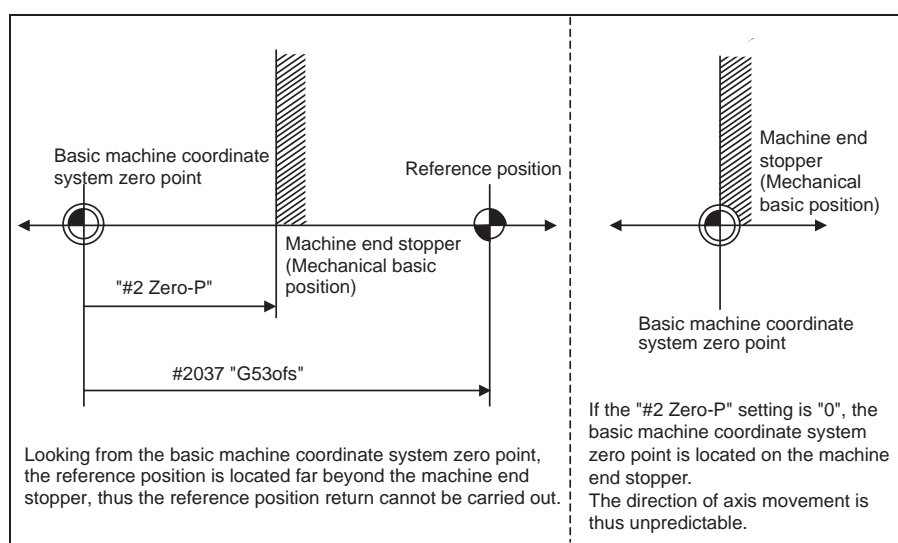 Basic machine coordinate
system zero point
Reference position
Machine end stopper
(Mechanical basic
position)
"#2 Zero-P"
#2037 "G53ofs"
Looking from the basic machine coordinate system zero point,
the reference position is located far beyond the machine end
stopper, thus the reference position return cannot be carried out.
Machine end
stopper
(Mechanical
basic position)
Basic machine coordinate
system zero point
If the "#2 Zero-P" setting is "0", the
basic machine coordinate system
zero point is located on the machine
end stopper.
The direction of axis movement is
thus unpredictable.